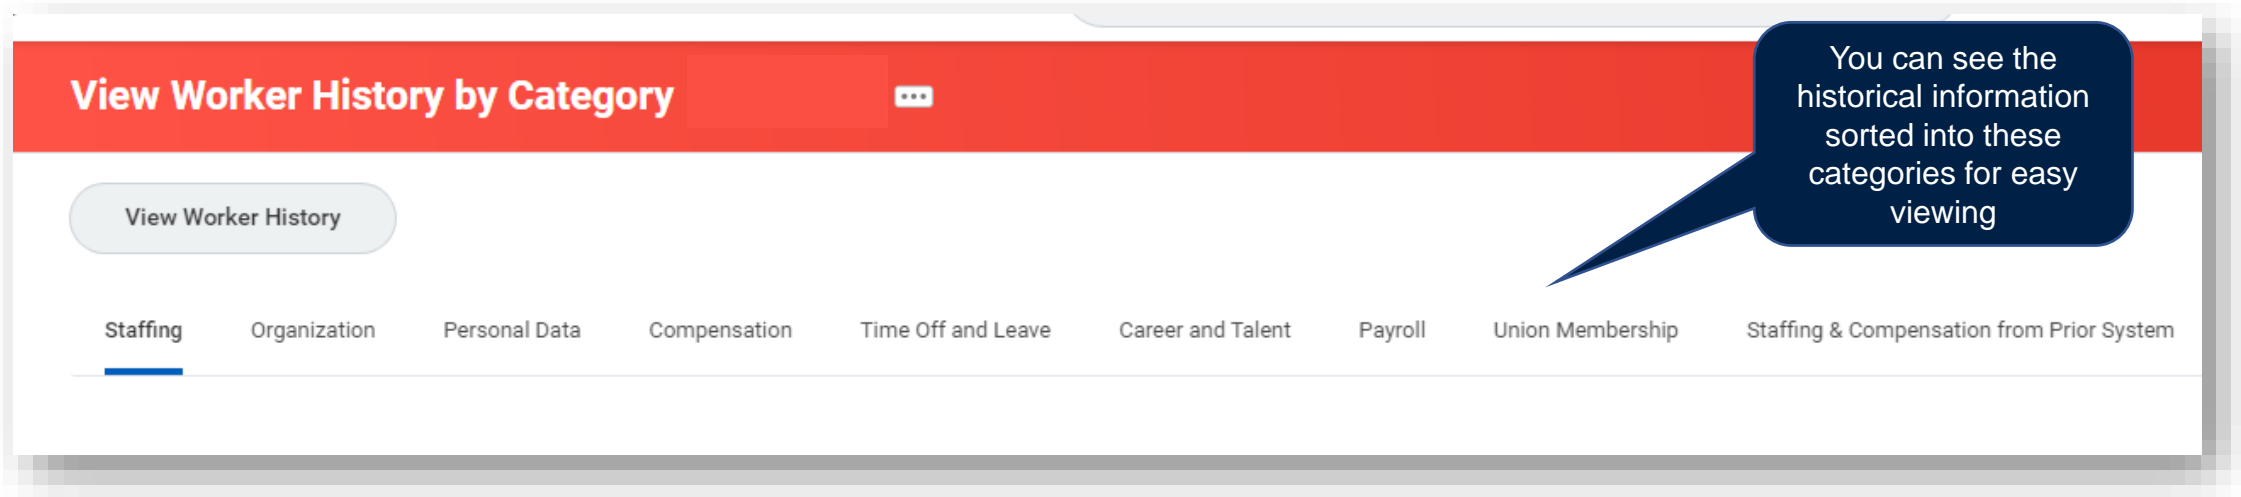 View Worker History by Category
You can see the
historical information
sorted into these
categories for easy
viewing
View Worker History
Staffing Organization Personal Data Compensation Time Off and Leave Career and Talent Payroll Union Membership Staffing & Compensation from Prior System